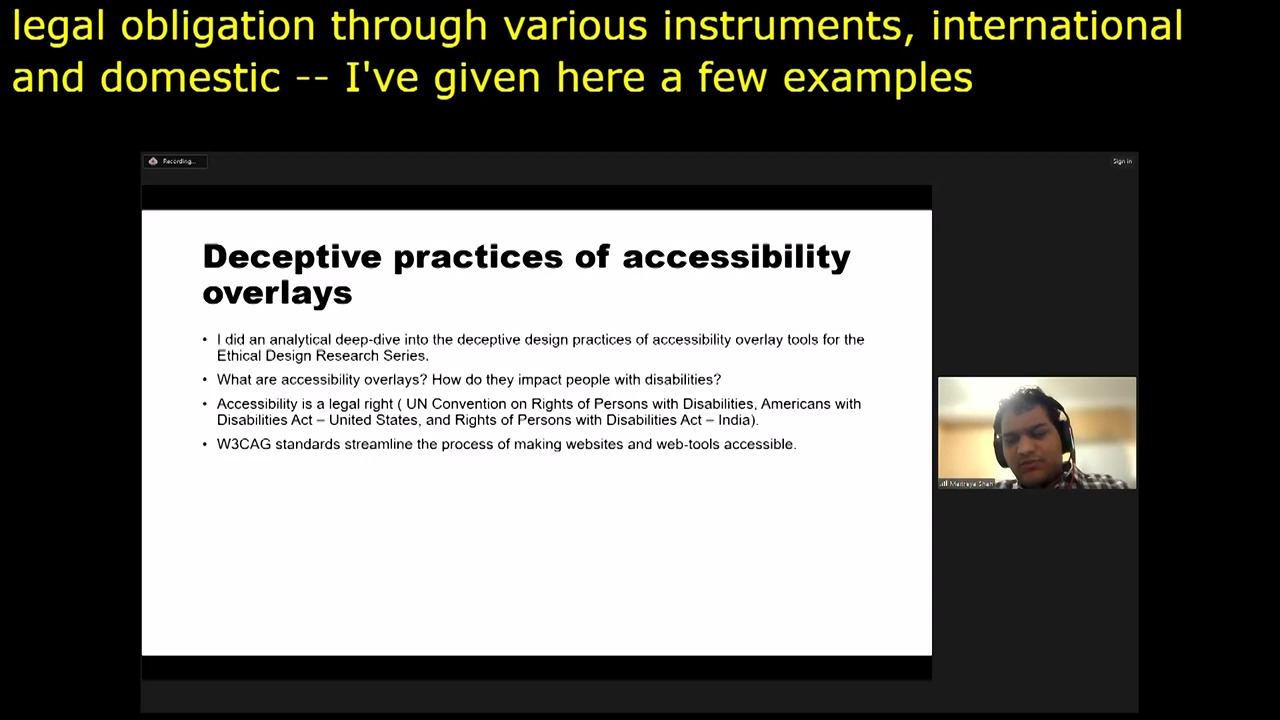 legal obligation through various instruments, international
and domestic -- I've given here a few examples
Recording...
Sign in
Deceptive practices of accessibility
overlays
• I did an analytical deep-dive into the deceptive design practices of accessibility overlay tools for the
Ethical Design Research Series.
• What are accessibility overlays? How do they impact people with disabilities?
• Accessibility is a legal right ( UN Convention on Rights of Persons with Disabilities, Americans with
Disabilities Act – United States, and Rights of Persons with Disabilities Act – India).
• W3CAG standards streamline the process of making websites and web-tools accessible.
Shah